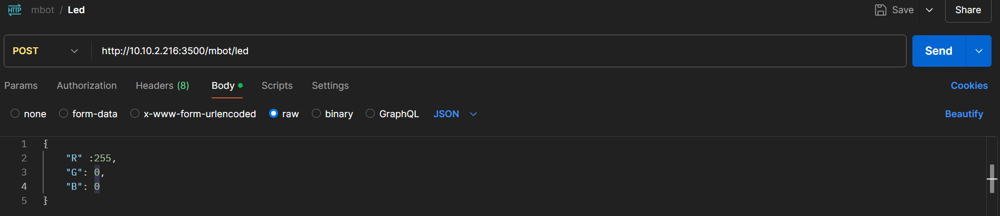 HTTP mbot / Led Save Share
POST http://10.10.2.216:3500/mbot/led Send
Params Authorization Headers (8) Body Scripts Settings Cookies
none form-data x-www-form-urlencoded raw binary GraphQL JSON Beautify
1 {
2 "R" :255,
3 "G": 0,
4 "B": 0
5 }